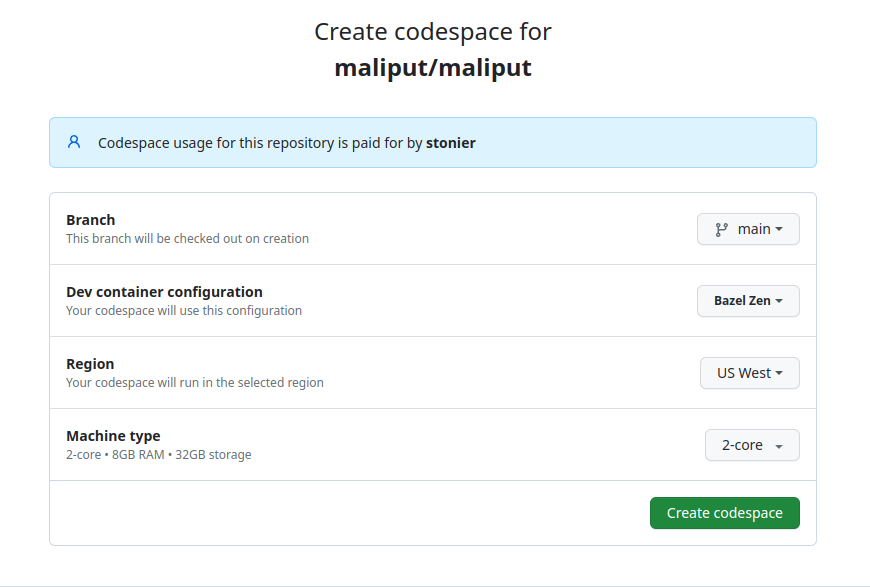 Create codespace for
maliput/maliput
Codespace usage for this repository is paid for by stonier
Branch
This branch will be checked out on creation
main
Dev container configuration
Your codespace will use this configuration
Bazel Zen
Region
Your codespace will run in the selected region
US West
Machine type
2-core • 8GB RAM • 32GB storage
2-core
Create codespace